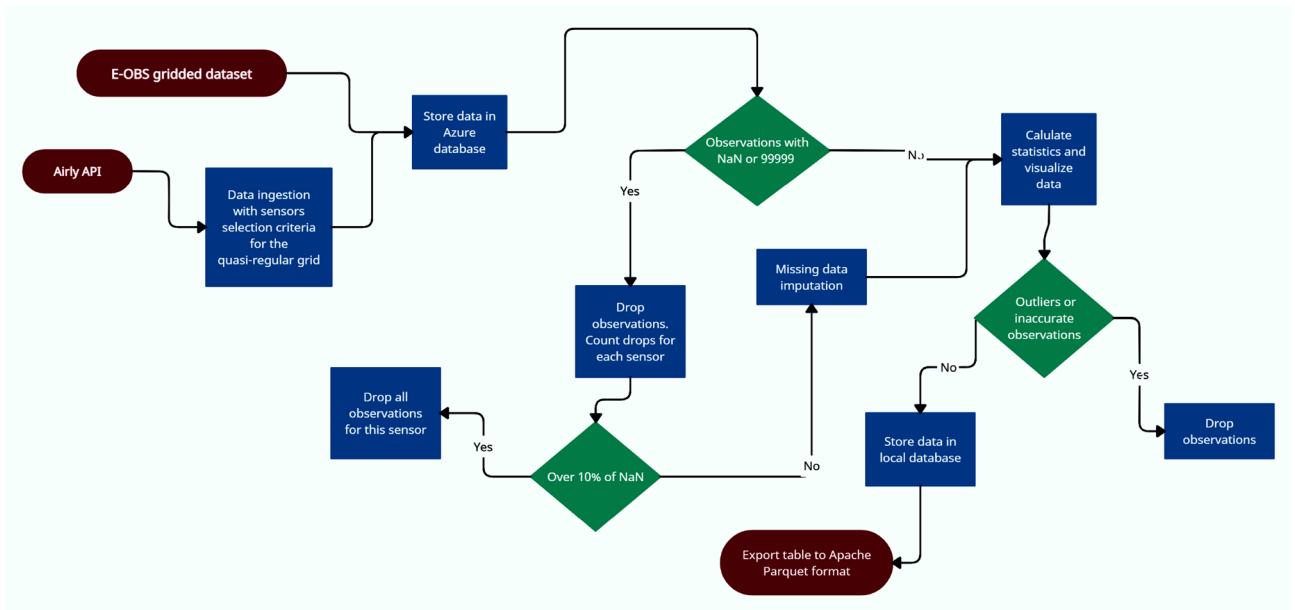 E-OBS gridded dataset
Airly API
Data ingestion
with sensors
selection criteria
for the
quasi-regular grid
Store data in
Azure
database
Observations with
NaN or 99999
Yes
No
Drop
observations.
Count drops for
each sensor
Over 10% of NaN
Yes
Drop all
observations
for this sensor
No
Missing data
imputation
Calulate
statistics and
visualize
data
Outliers or
inaccurate
observations
No
Yes
Drop
observations
Store data in
local database
Export table to Apache
Parquet format